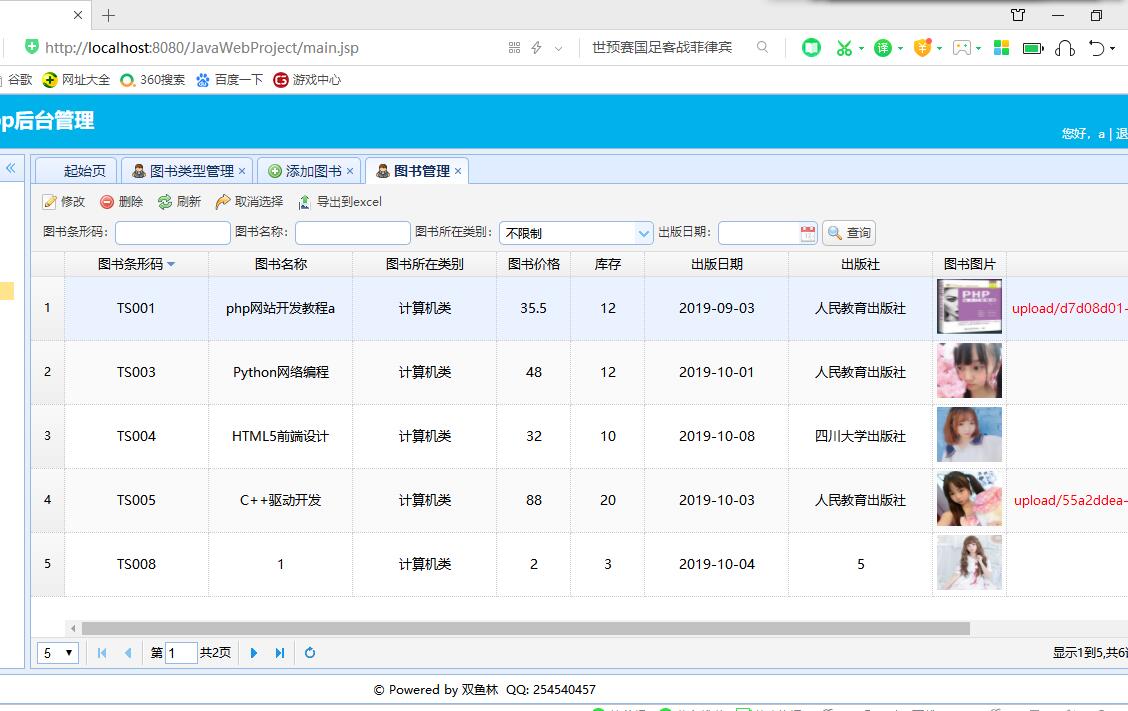 http://localhost:8080/JavaWebProject/main.jsp 世预赛国足客战菲律宾 译
谷歌 网址大全 360搜索 百度一下 游戏中心
后台管理
您好，a | 退
起始页 图书类型管理 添加图书 图书管理
修改 删除 刷新 取消选择 导出到excel
图书条形码： 图书名称： 图书所在类别： 不限制 出版日期： 查询
图书条形码 图书名称 图书所在类别 图书价格 库存 出版日期 出版社 图书图片
1 TS001 php网站开发教程a 计算机类 35.5 12 2019-09-03 人民教育出版社 PHP upload/d7d08d01-
2 TS003 Python网络编程 计算机类 48 12 2019-10-01 人民教育出版社
3 TS004 HTML5前端设计 计算机类 32 10 2019-10-08 四川大学出版社
4 TS005 C++驱动开发 计算机类 88 20 2019-10-03 人民教育出版社 upload/55a2ddea-
5 TS008 1 计算机类 2 3 2019-10-04 5
5 第 1 共2页 显示1到5,共6
© Powered by 双鱼林 QQ: 254540457